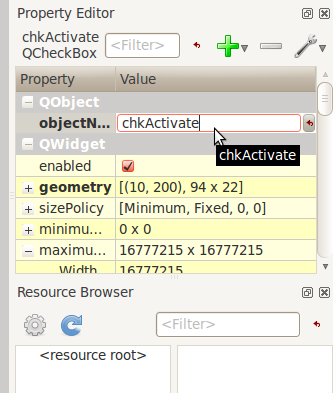 Property Editor
chkActivate
QCheckBox
<Filter>
Property Value
QObject
objectN... chkActivate
chkActivate
QWidget
enabled
geometry [(10, 200), 94 x 22]
sizePolicy [Minimum, Fixed, 0, 0]
minimu... 0 x 0
maximu... 16777215 x 16777215
Width 16777215
Resource Browser
<Filter>
<resource root>